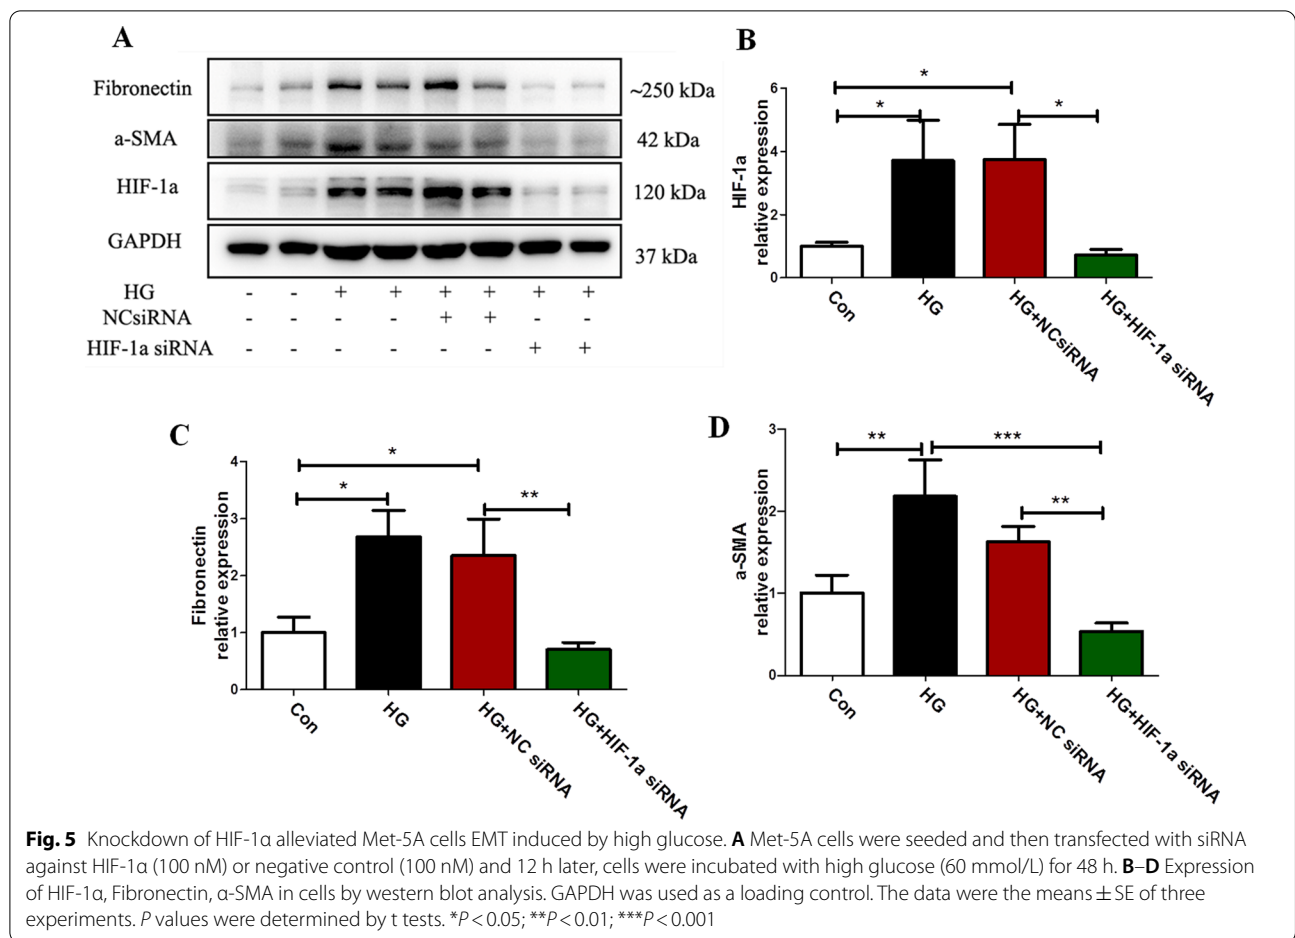 A
Fibronectin
~250 kDa
a-SMA
42 kDa
HIF-1a
120 kDa
GAPDH
37 kDa
HG - - + + + + + +
NCsiRNA - - - - + + - -
HIF-1a siRNA - - - - - - + +
B
HIF-1a
relative expression
6
4
2
0
*
*
*
Con
HG
HG+NCsiRNA
HG+HIF-1a siRNA
C
Fibronectin
relative expression
4
3
2
1
0
*
*
**
Con
HG
HG+NC siRNA
HG+HIF-1a siRNA
D
a-SMA
relative expression
3
2
1
0
**
***
**
Con
HG
HG+NC siRNA
HG+HIF-1a siRNA
Fig. 5 Knockdown of HIF-1α alleviated Met-5A cells EMT induced by high glucose. A Met-5A cells were seeded and then transfected with siRNA
against HIF-1α (100 nM) or negative control (100 nM) and 12 h later, cells were incubated with high glucose (60 mmol/L) for 48 h. B–D Expression
of HIF-1α, Fibronectin, α-SMA in cells by western blot analysis. GAPDH was used as a loading control. The data were the means ± SE of three
experiments. P values were determined by t tests. *P < 0.05; **P < 0.01; ***P < 0.001